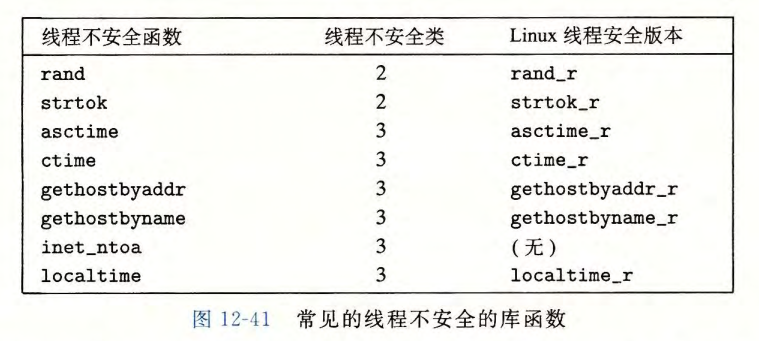 线程不安全函数 线程不安全类 Linux 线程安全版本
rand 2 rand_r
strtok 2 strtok_r
asctime 3 asctime_r
ctime 3 ctime_r
gethostbyaddr 3 gethostbyaddr_r
gethostbyname 3 gethostbyname_r
inet_ntoa 3 (无)
localtime 3 localtime_r
图 12-41 常见的线程不安全的库函数